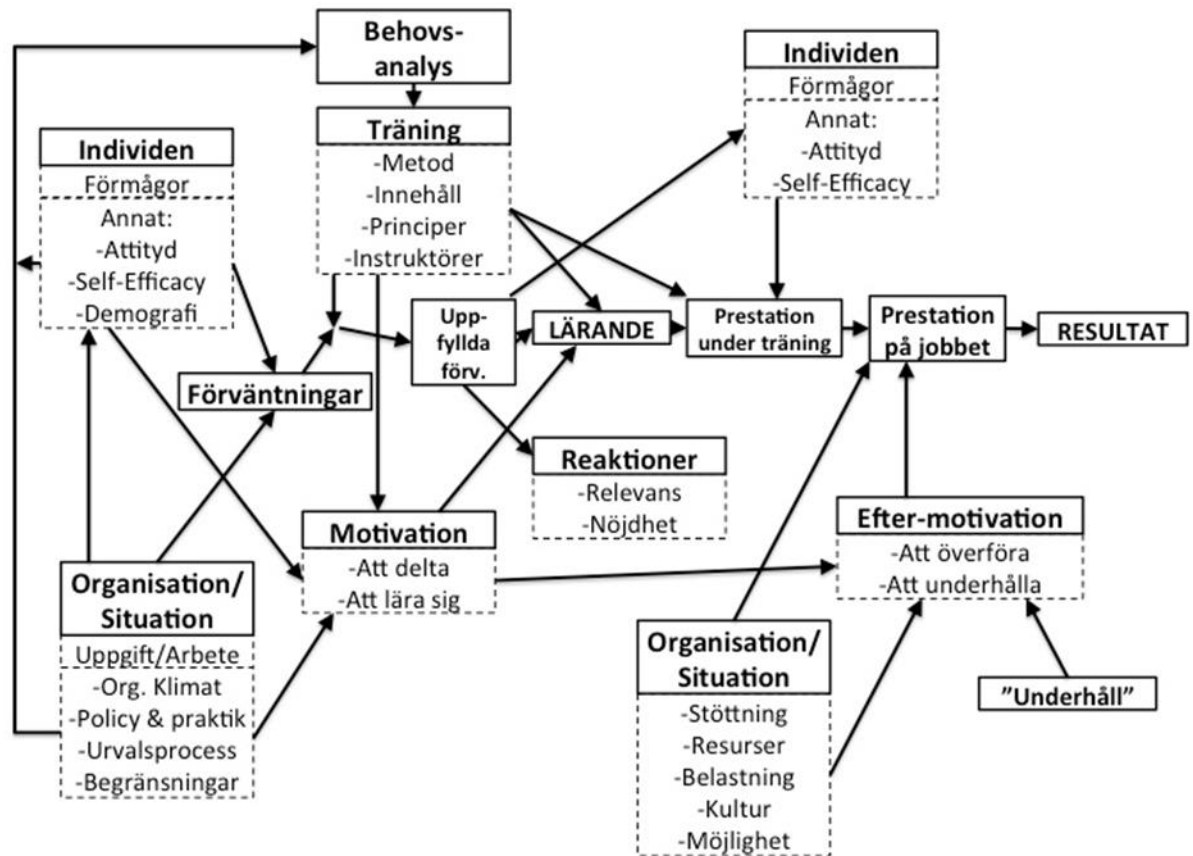 Behovs-
analys
Träning
-Metod
-Innehåll
-Principer
-Instruktörer
Individen
Förmågor
Annat:
-Attityd
-Self-Efficacy
-Demografi
Individen
Förmågor
Annat:
-Attityd
-Self-Efficacy
Förväntningar
Upp-
fyllda
förv.
LÄRANDE
Prestation
under träning
Prestation
på jobbet
RESULTAT
Reaktioner
-Relevans
-Nöjdhet
Motivation
-Att delta
-Att lära sig
Efter-motivation
-Att överföra
-Att underhålla
Organisation/
Situation
Uppgift/Arbete
-Org. Klimat
-Policy & praktik
-Urvalsprocess
-Begränsningar
Organisation/
Situation
-Stöttning
-Resurser
-Belastning
-Kultur
-Möjlighet
”Underhåll”